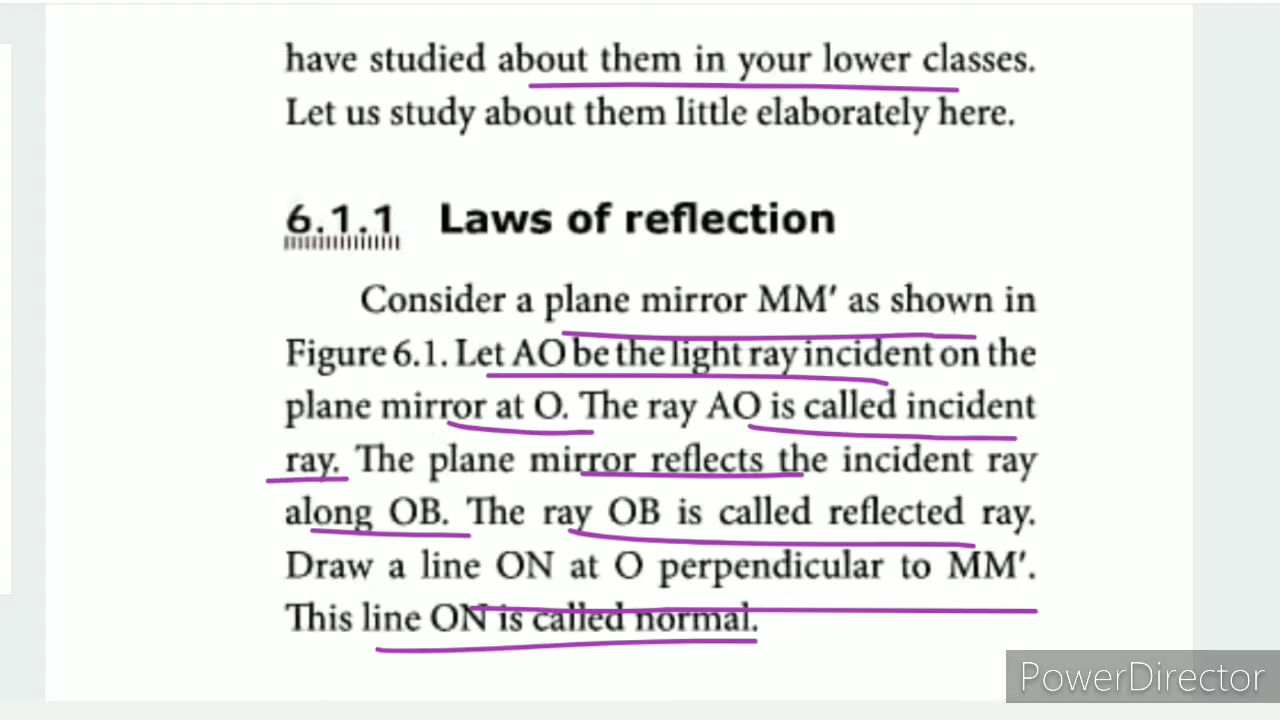 have studied about them in your lower classes.
Let us study about them little elaborately here.
6.1.1 Laws of reflection
Consider a plane mirror MM′ as shown in
Figure 6.1. Let AO be the light ray incident on the
plane mirror at O. The ray AO is called incident
ray. The plane mirror reflects the incident ray
along OB. The ray OB is called reflected ray.
Draw a line ON at O perpendicular to MM′.
This line ON is called normal.
PowerDirector